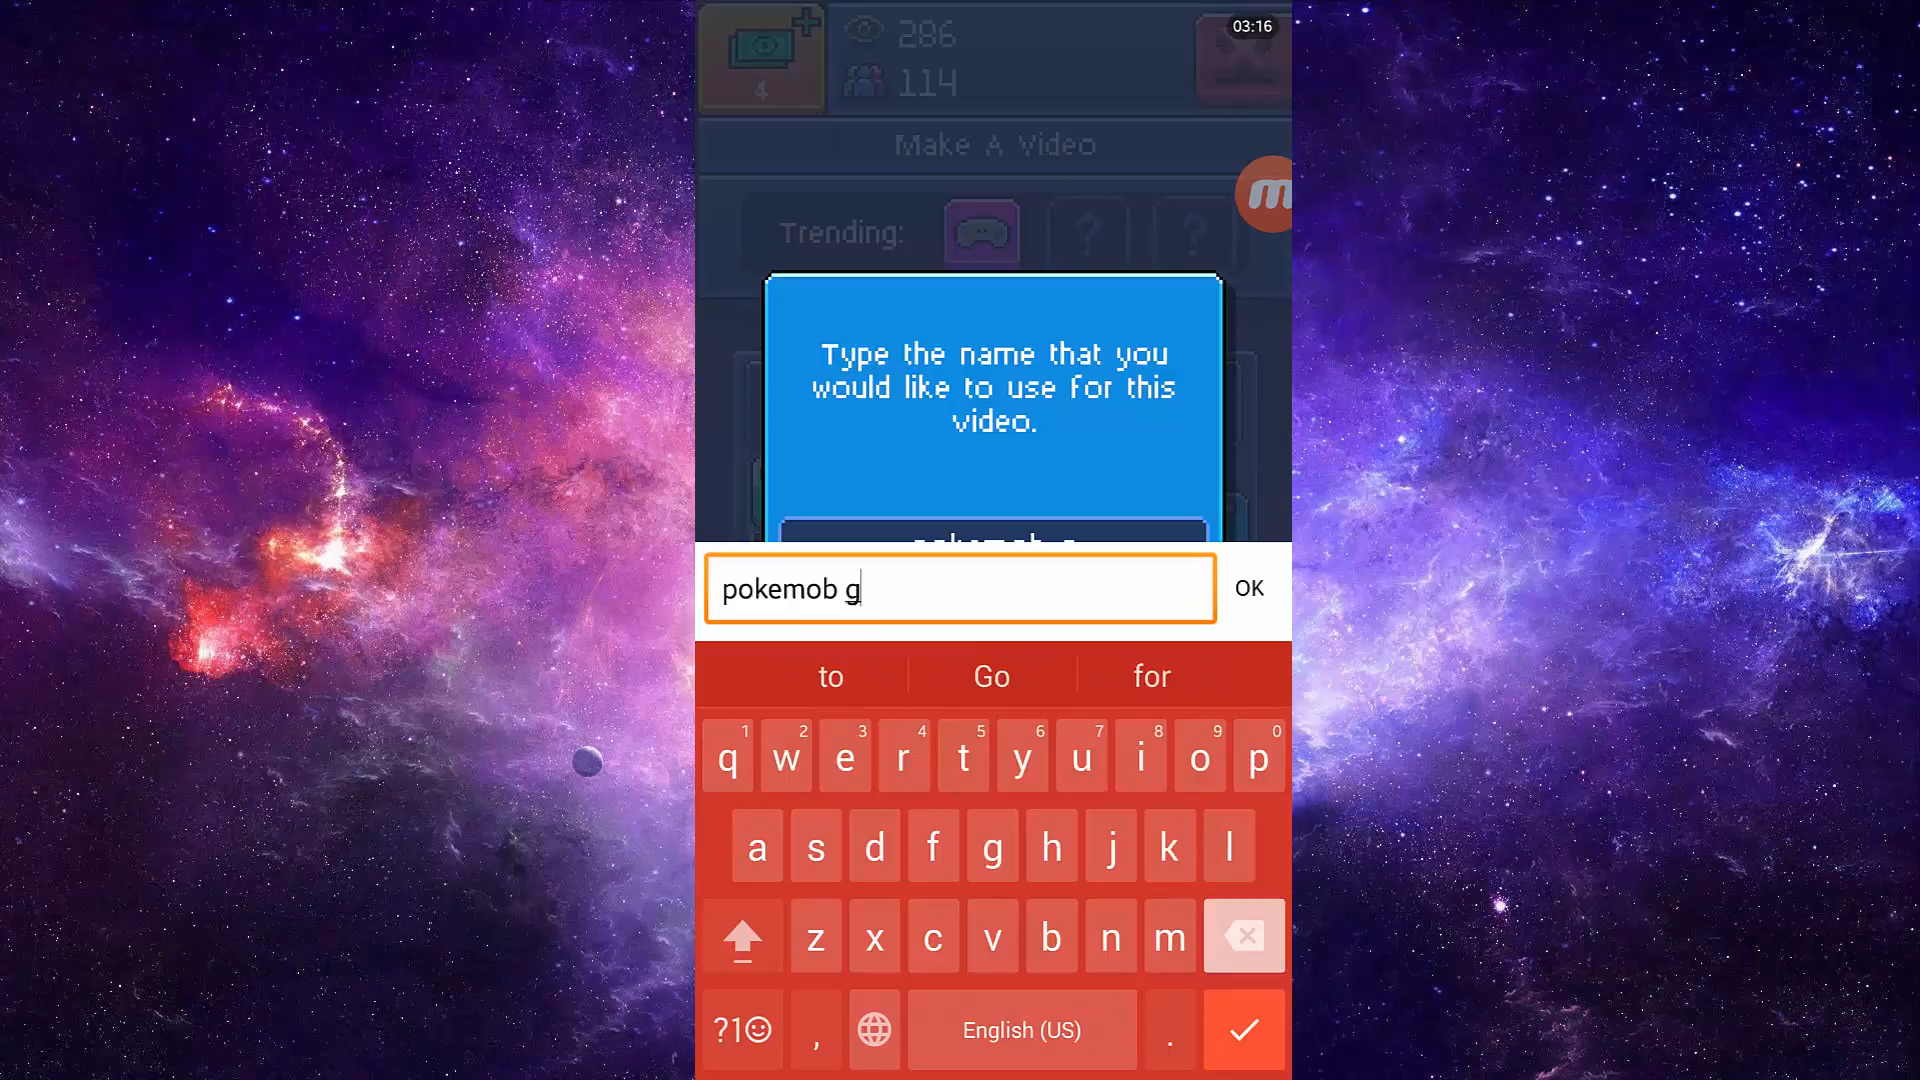 286
03:16
114
4
Make A Video
Trending:
? ?
Type the name that you
would like to use for this
video.
pokemob g
OK
to Go for
1 2 3 4 5 6 7 8 9 0
q w e r t y u i o p
a s d f g h j k l
z x c v b n m
?1☺ , English (US) .